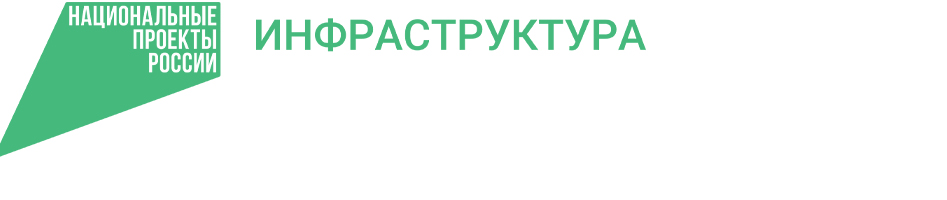 НАЦИОНАЛЬНЫЕ
ПРОЕКТЫ
РОССИИ
ИНФРАСТРУКТУРА